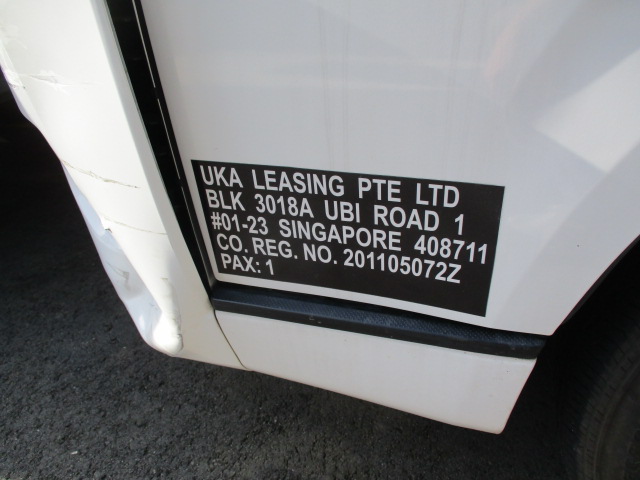 UKA LEASING PTE LTD
BLK 3018A UBI ROAD 1
#01-23 SINGAPORE 408711
CO. REG. NO. 201105072Z
PAX: 1